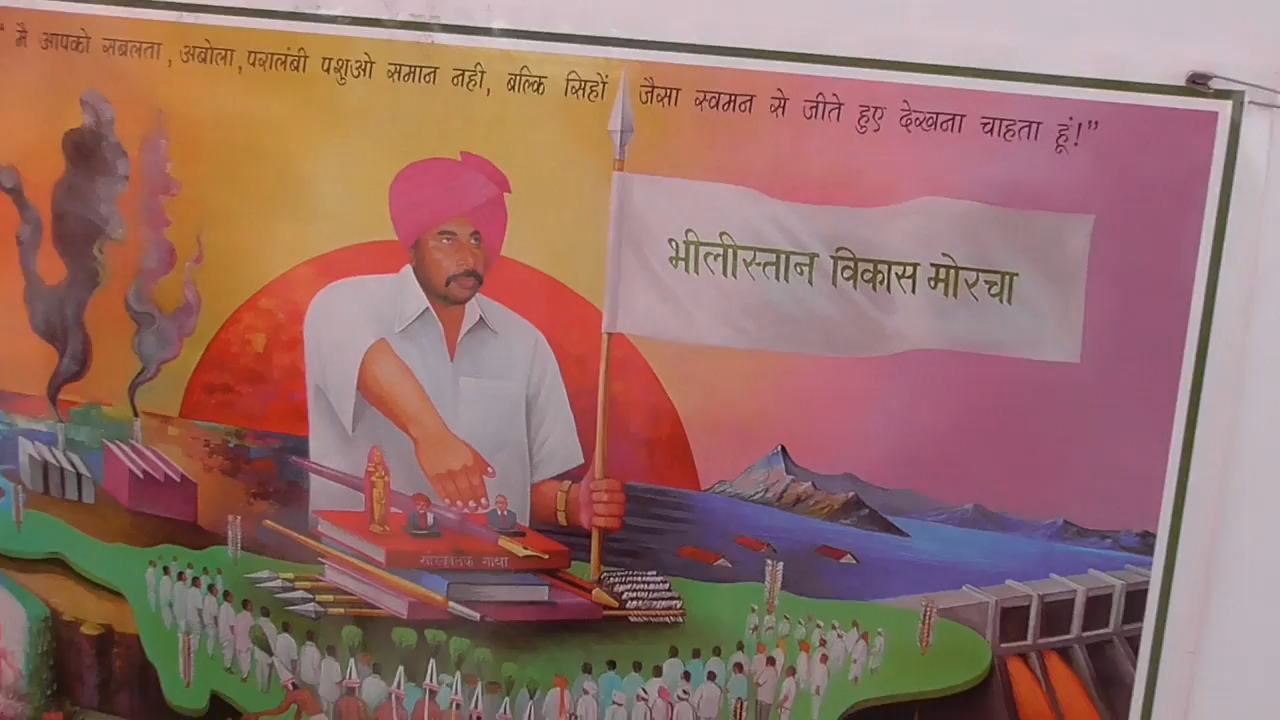 “ मै आपको सबलता, अबोला, परालंबी पशुओ समान नही, बल्कि सिहों जैसा स्वमन से जीते हुए देखना चाहता हूं!”
भीलीस्तान विकास मोरचा
सांस्कृतिक गाथा